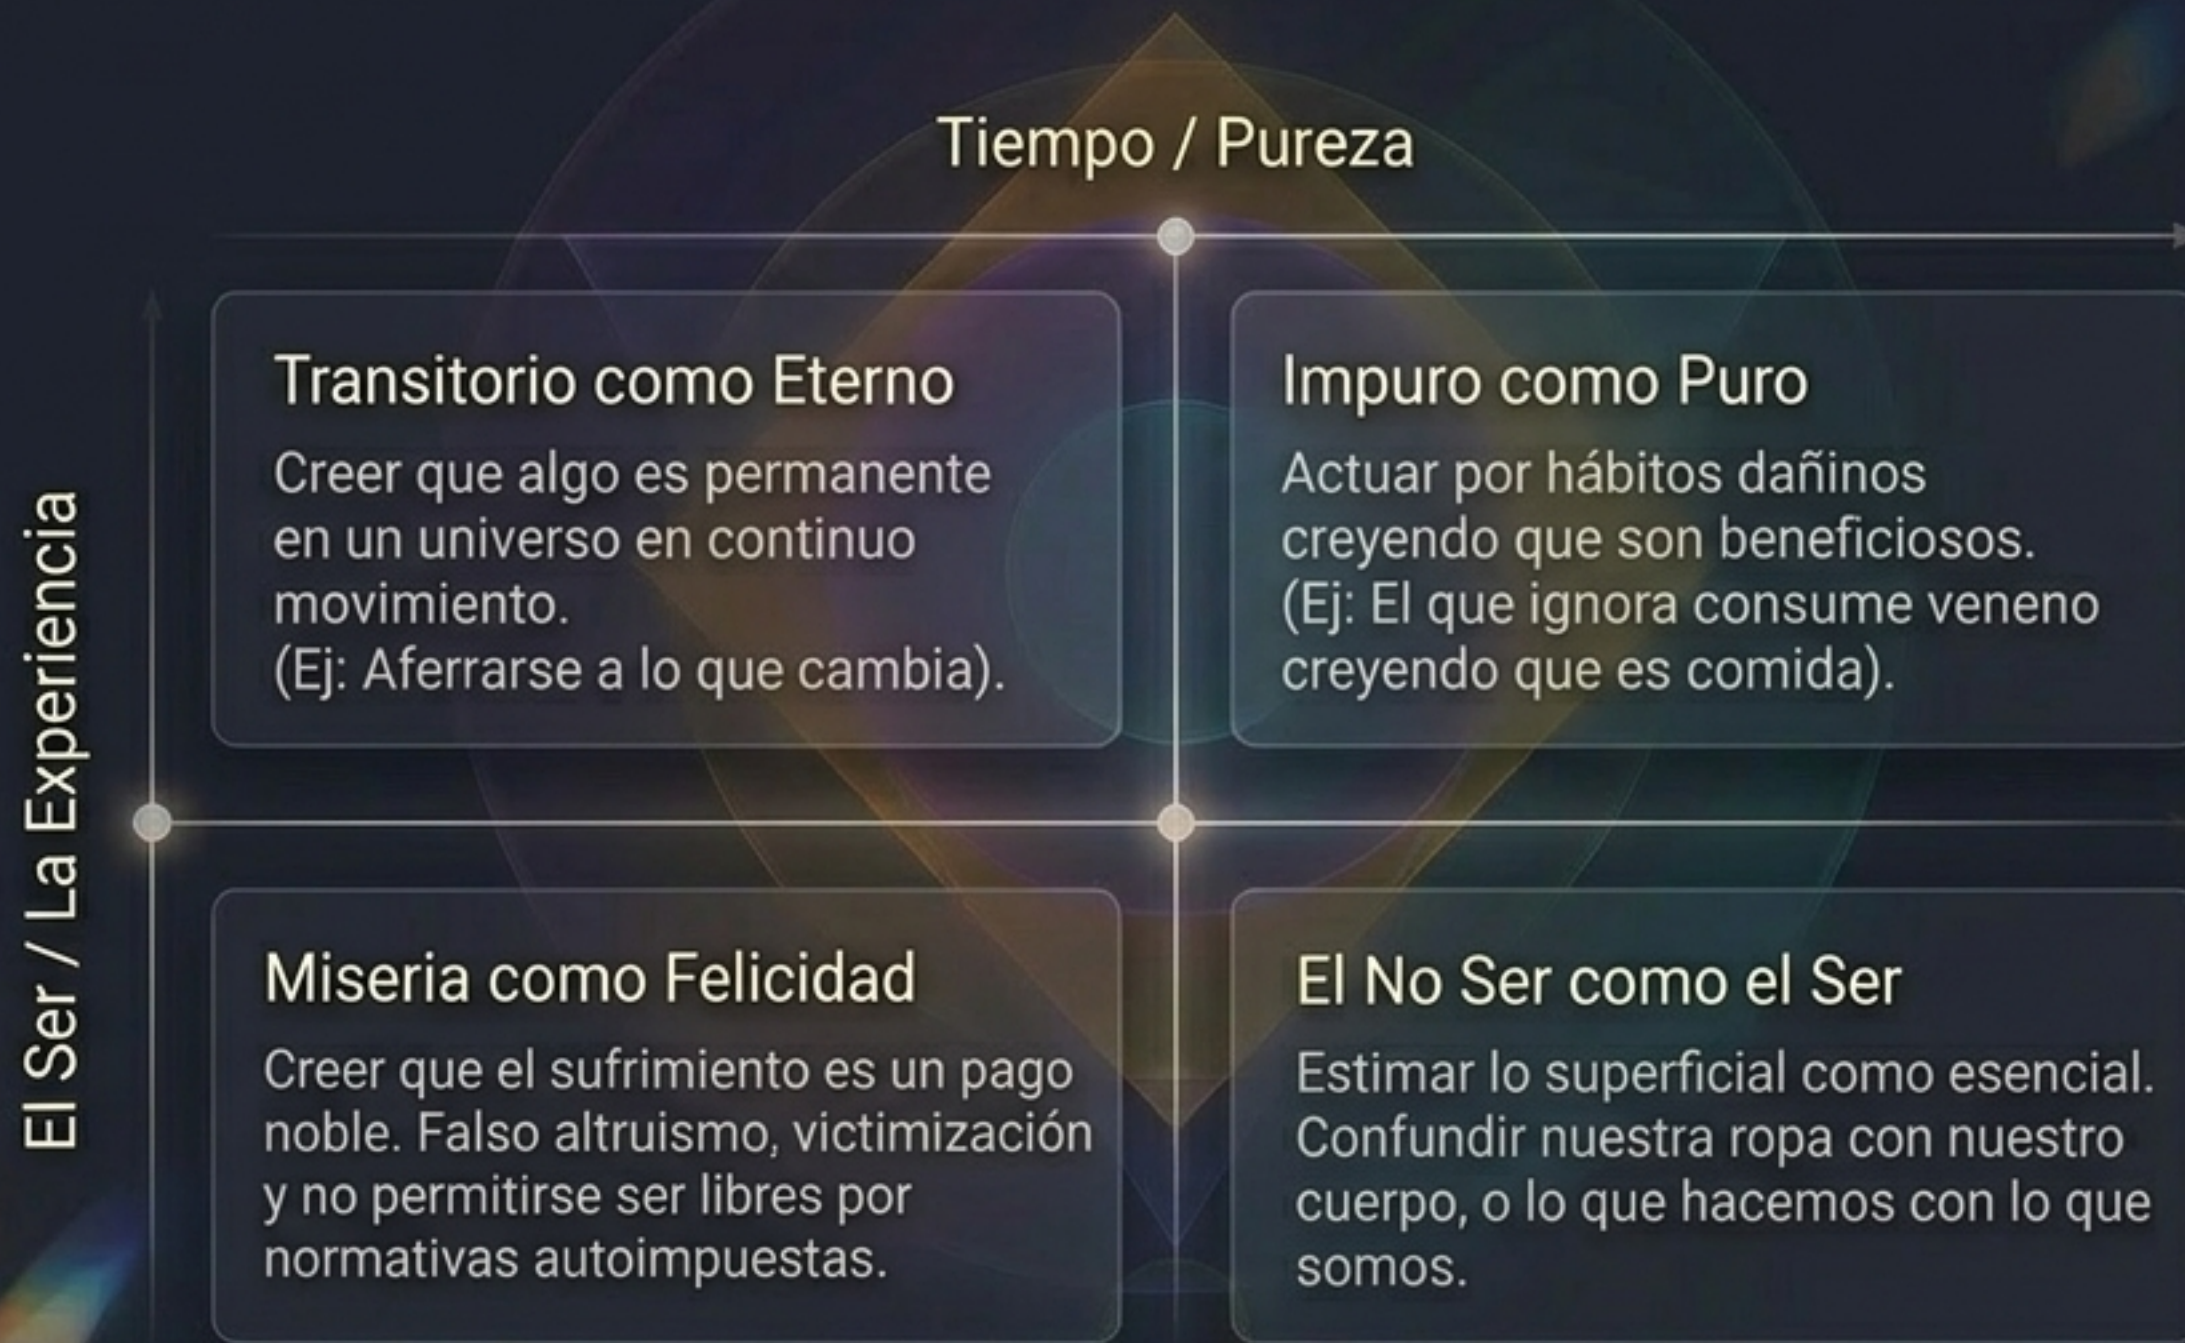 Tiempo / Pureza
El Ser / La Experiencia
Transitorio como Eterno
Creer que algo es permanente
en un universo en continuo
movimiento.
(Ej: Aferrarse a lo que cambia).
Impuro como Puro
Actuar por hábitos dañinos
creyendo que son beneficiosos.
(Ej: El que ignora consume veneno
creyendo que es comida).
Miseria como Felicidad
Creer que el sufrimiento es un pago
noble. Falso altruismo, victimización
y no permitirse ser libres por
normativas autoimpuestas.
El No Ser como el Ser
Estimar lo superficial como esencial.
Confundir nuestra ropa con nuestro
cuerpo, o lo que hacemos con lo que
somos.